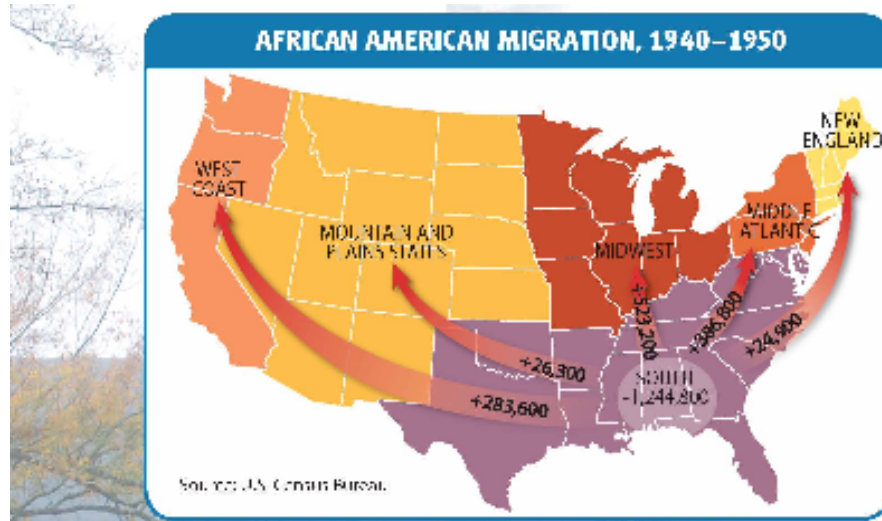 AFRICAN AMERICAN MIGRATION, 1940–1950
NEW
ENGLAND
WEST
COAST
MIDDLE
ATLANTIC
MOUNTAIN AND
PLAINS STATES
MIDWEST
+523,200
+386,800
+24,900
+26,300
SOUTH
-1,244,800
+283,600
Source: U.S. Census Bureau